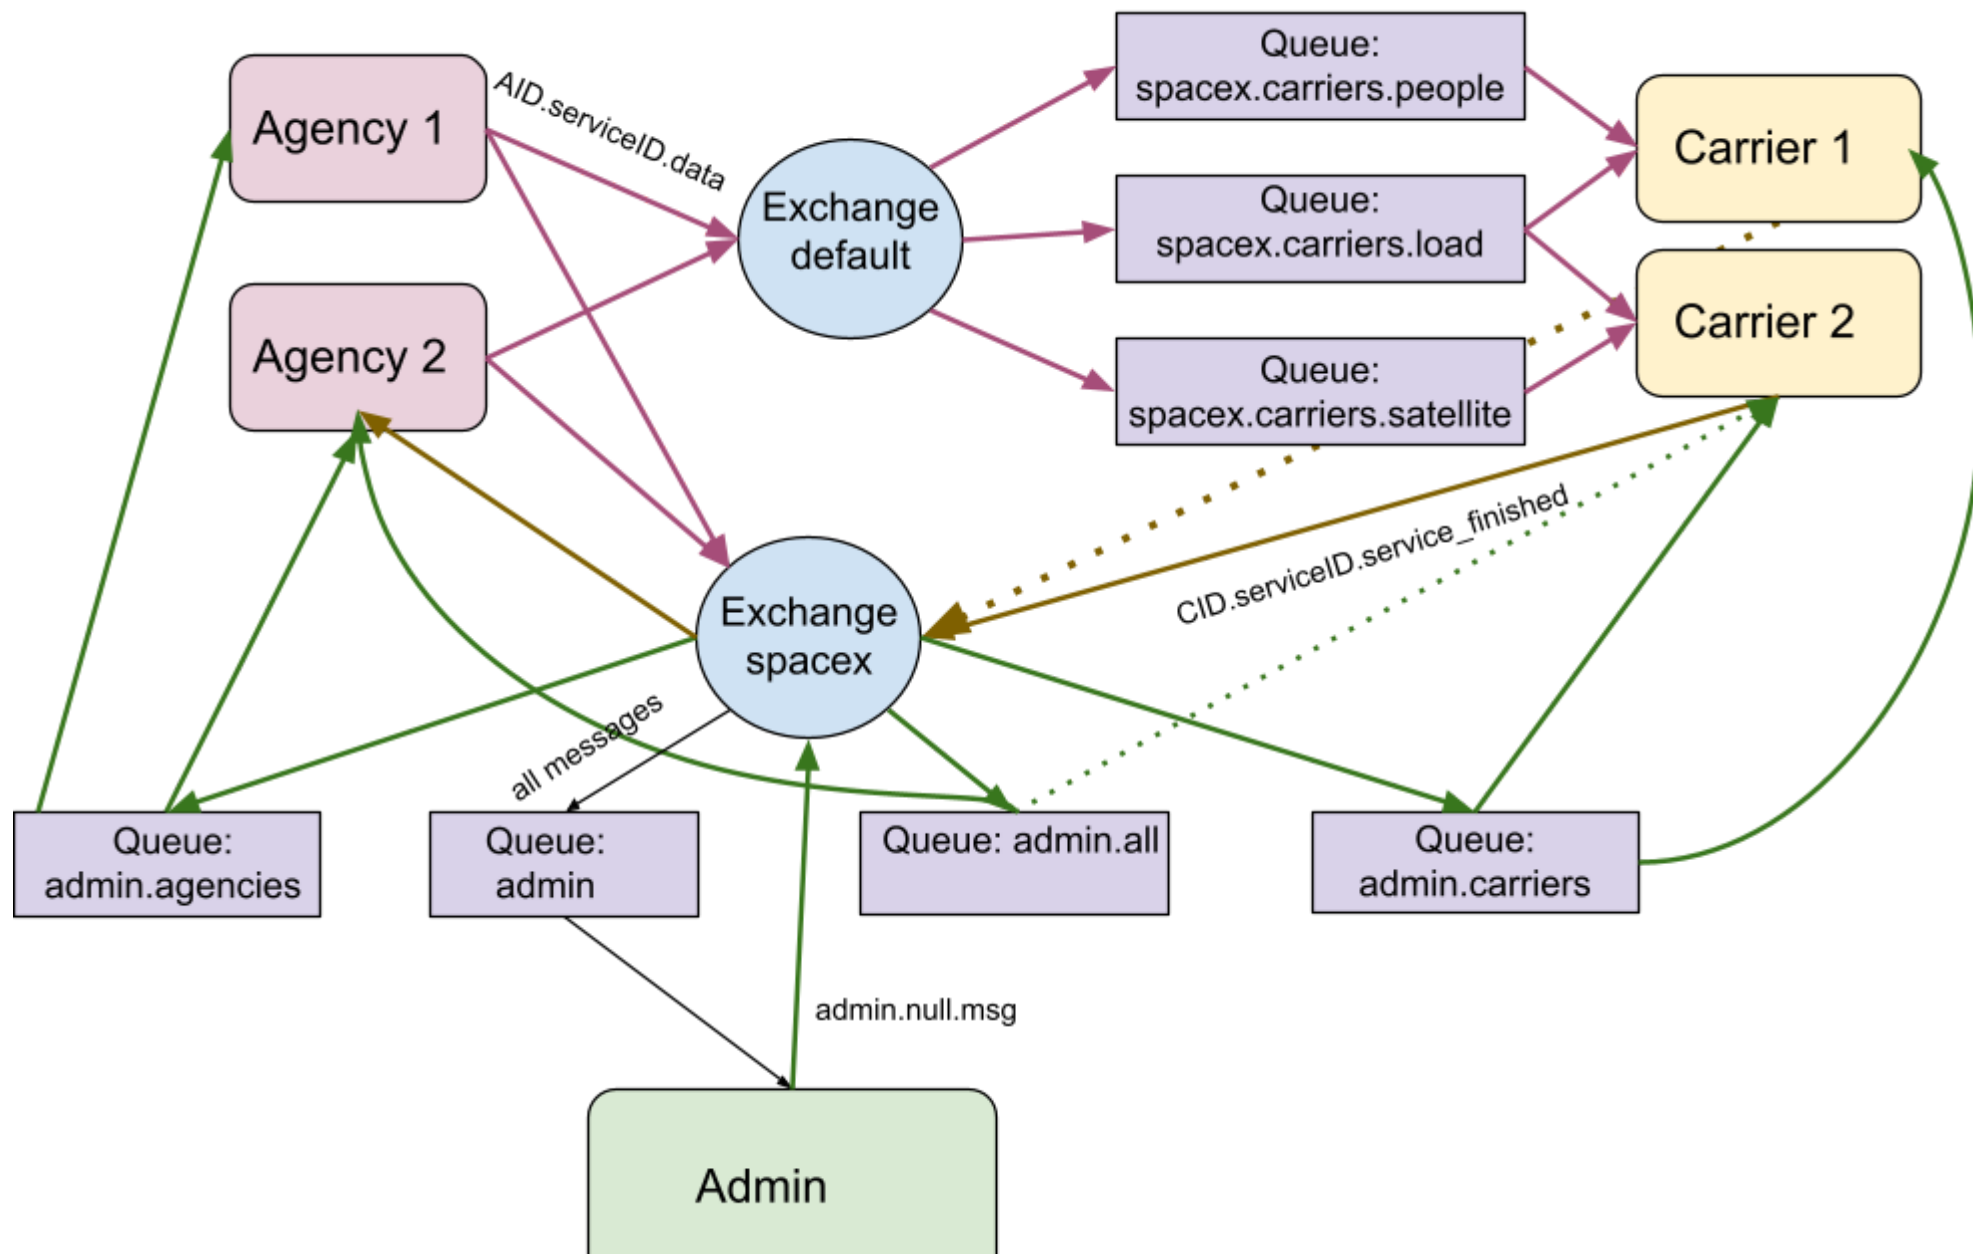 Agency 1
AID.serviceID.data
Exchange
default
Queue:
spacex.carriers.people
Carrier 1
Queue:
spacex.carriers.load
Agency 2
Carrier 2
Queue:
spacex.carriers.satellite
CID.serviceID.service_finished
Exchange
spacex
all messages
Queue:
admin.agencies
Queue:
admin
Queue: admin.all
Queue:
admin.carriers
admin.null.msg
Admin